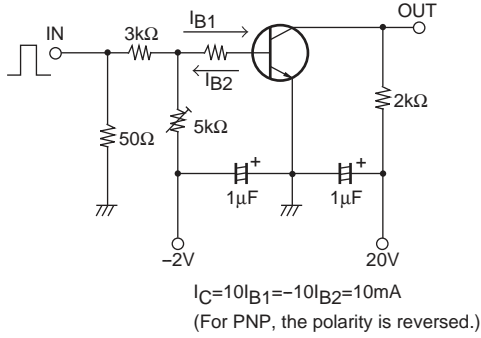 IN
3kΩ
IB1
IB2
OUT
50Ω
5kΩ
2kΩ
+
1μF
+
1μF
−2V
20V
IC=10IB1=−10IB2=10mA
(For PNP, the polarity is reversed.)